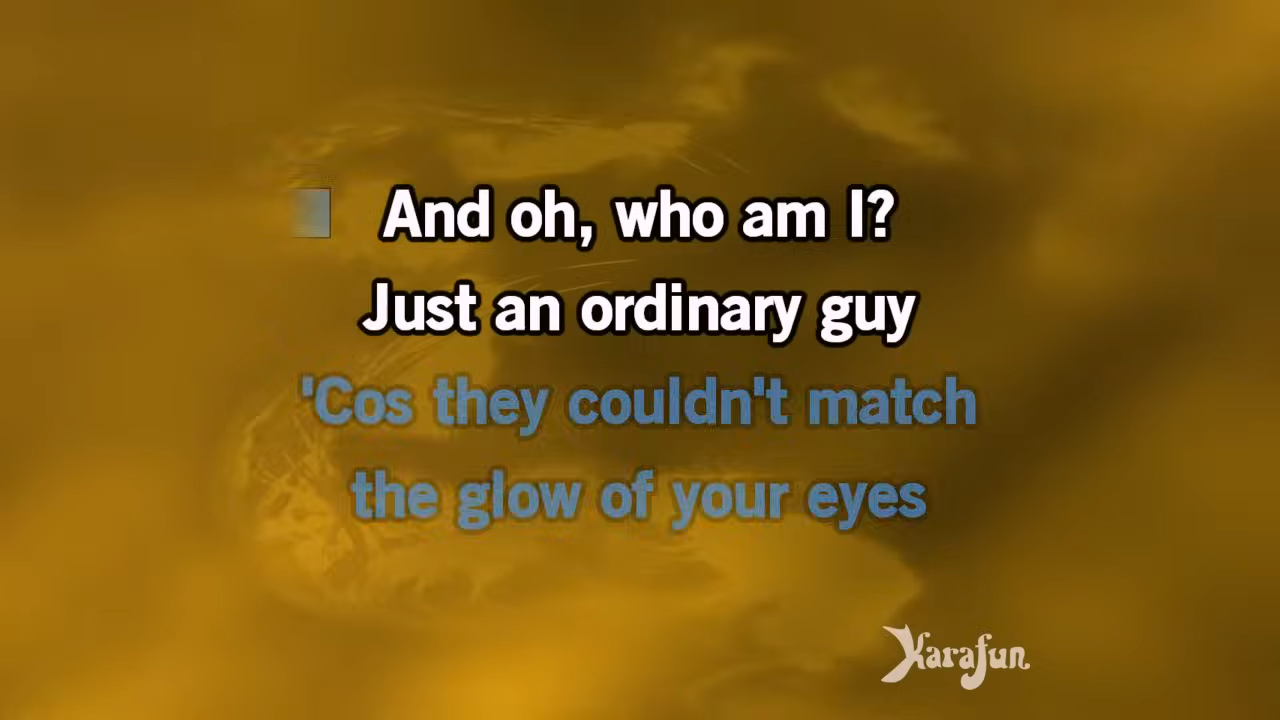 And oh, who am I?
Just an ordinary guy
'Cos they couldn't match
the glow of your eyes
Karafun